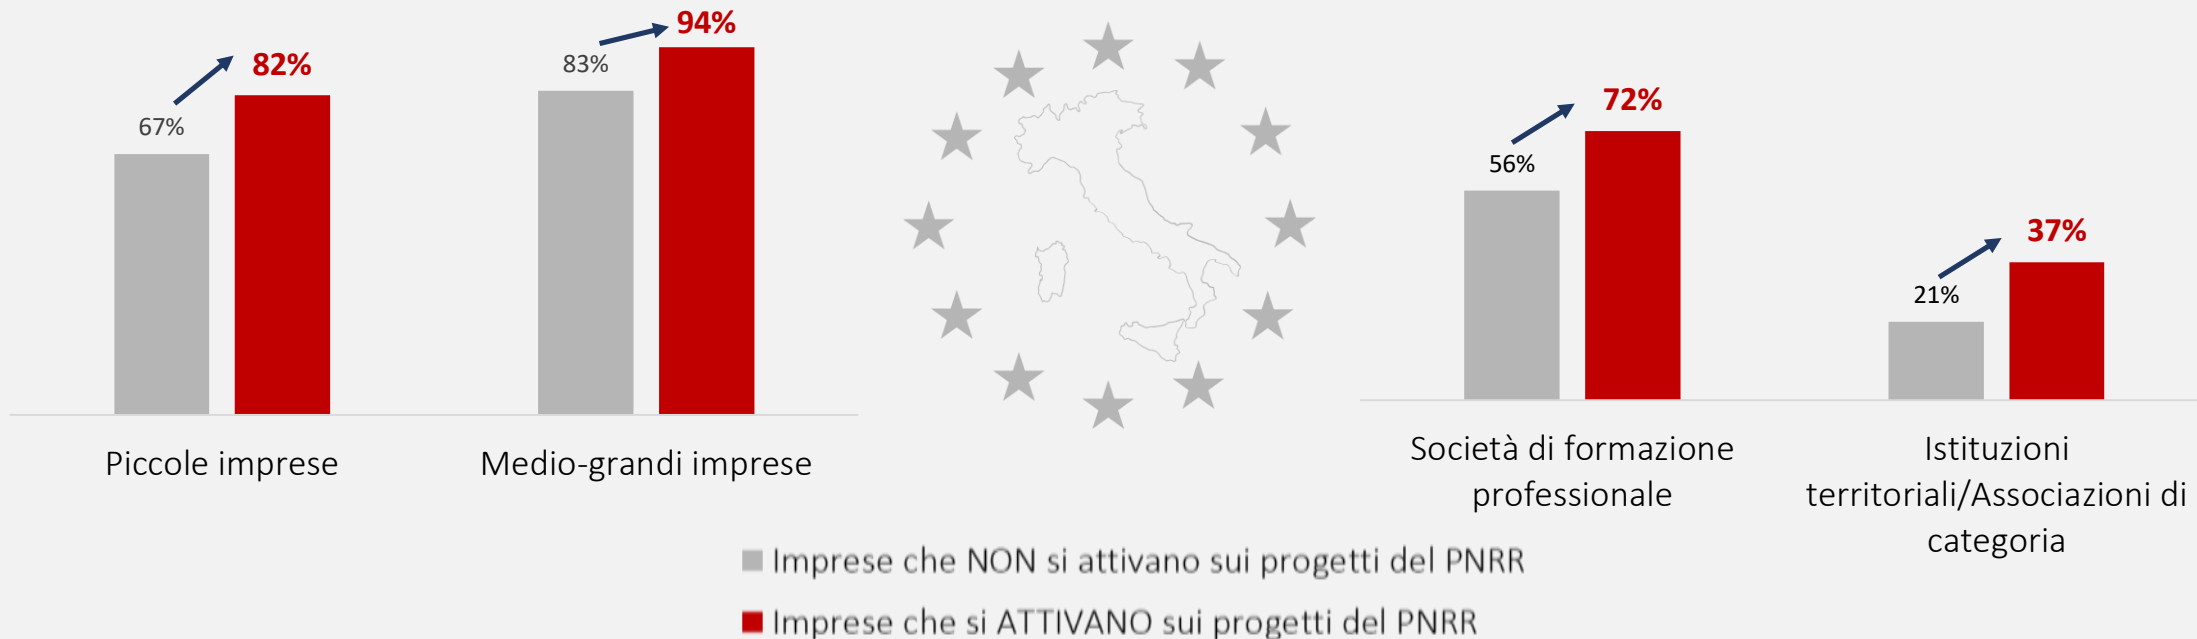 67%
82%
83%
94%
Piccole imprese
Medio-grandi imprese
56%
72%
21%
37%
Società di formazione
professionale
Istituzioni
territoriali/Associazioni di
categoria
Imprese che NON si attivano sui progetti del PNRR
Imprese che si ATTIVANO sui progetti del PNRR